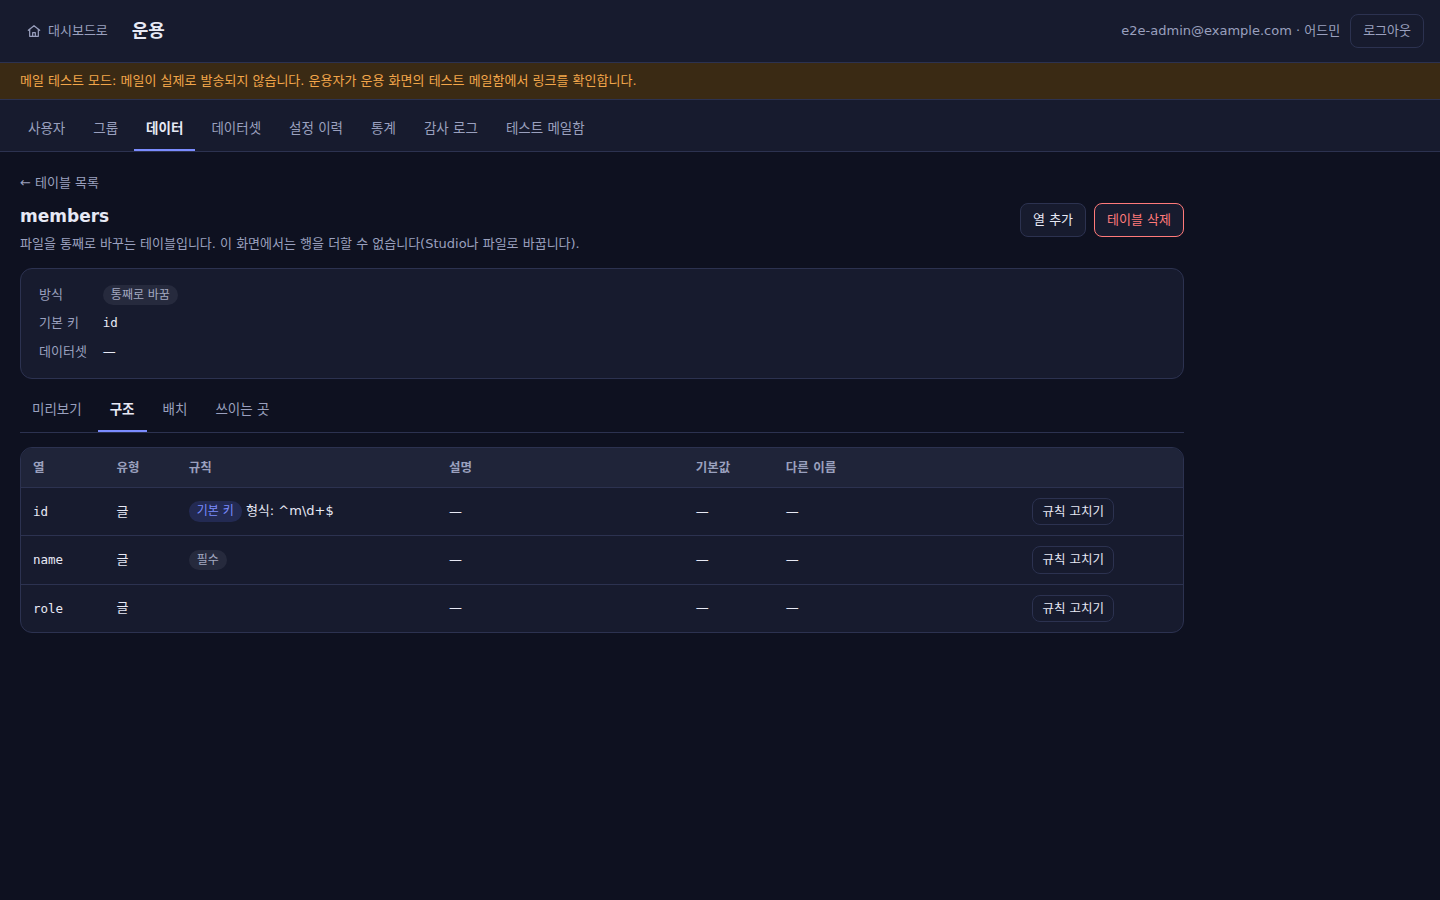 대시보드로 운용 e2e-admin@example.com · 어드민 로그아웃
메일 테스트 모드: 메일이 실제로 발송되지 않습니다. 운용자가 운용 화면의 테스트 메일함에서 링크를 확인합니다.
사용자 그룹 데이터 데이터셋 설정 이력 통계 감사 로그 테스트 메일함
← 테이블 목록
members 열 추가 테이블 삭제
파일을 통째로 바꾸는 테이블입니다. 이 화면에서는 행을 더할 수 없습니다(Studio나 파일로 바꿉니다).
방식 통째로 바꿈
기본 키 id
데이터셋 —
미리보기 구조 배치 쓰이는 곳
열 유형 규칙 설명 기본값 다른 이름
id 글 기본 키 형식: ^m\d+$ — — — 규칙 고치기
name 글 필수 — — — 규칙 고치기
role 글 — — — 규칙 고치기